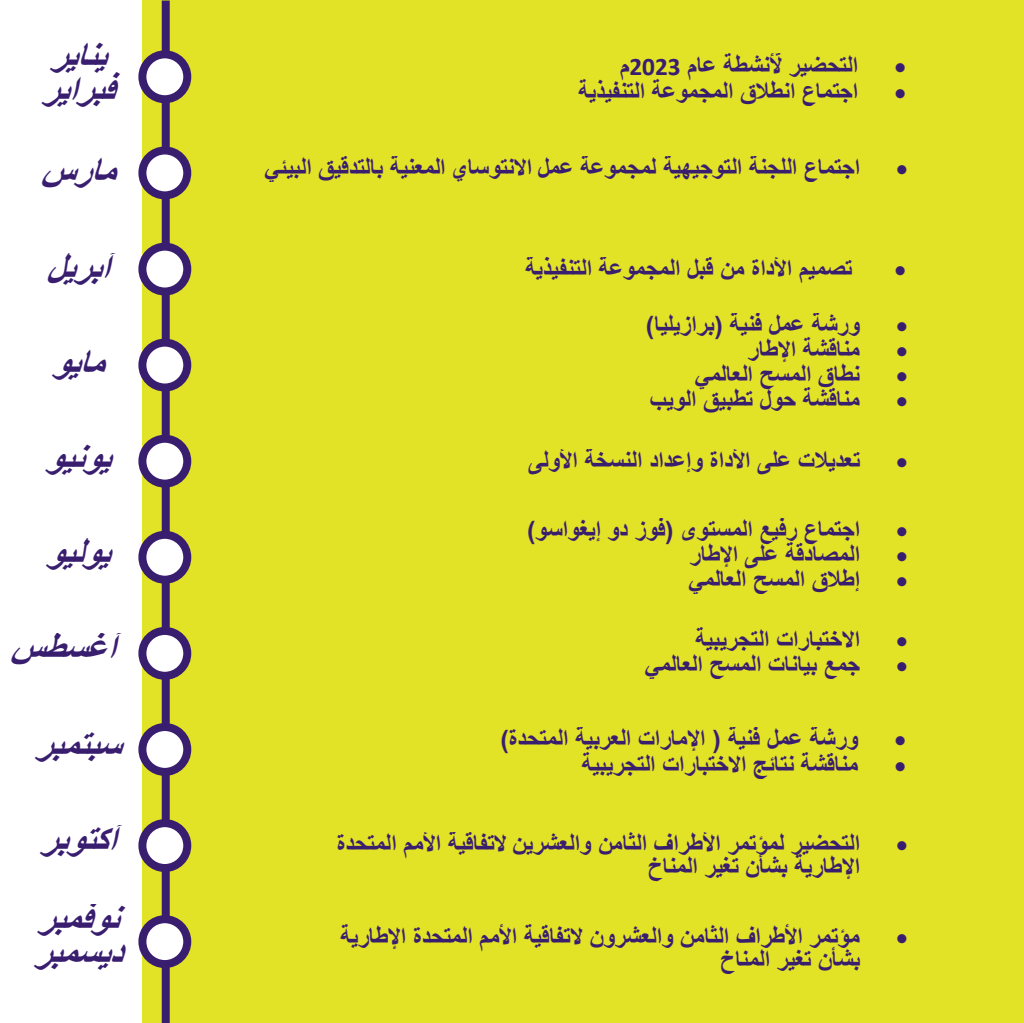 يناير
فبراير
• التحضير لأنشطة عام 2023م
• اجتماع انطلاق المجموعة التنفيذية
مارس
• اجتماع اللجنة التوجيهية لمجموعة عمل الانتوساي المعنية بالتدقيق البيئي
أبريل
• تصميم الأداة من قبل المجموعة التنفيذية
مايو
• ورشة عمل فنية (برازيليا)
• مناقشة الإطار
• نطاق المسح العالمي
• مناقشة حول تطبيق الويب
يونيو
• تعديلات على الأداة وإعداد النسخة الأولى
يوليو
• اجتماع رفيع المستوى (فوز دو إيغواسو)
• المصادقة على الإطار
• إطلاق المسح العالمي
أغسطس
• الاختبارات التجريبية
• جمع بيانات المسح العالمي
سبتمبر
• ورشة عمل فنية ( الإمارات العربية المتحدة)
• مناقشة نتائج الاختبارات التجريبية
أكتوبر
• التحضير لمؤتمر الأطراف الثامن والعشرين لاتفاقية الأمم المتحدة
الإطارية بشأن تغير المناخ
نوفمبر
ديسمبر
• مؤتمر الأطراف الثامن والعشرون لاتفاقية الأمم المتحدة الإطارية
بشأن تغير المناخ